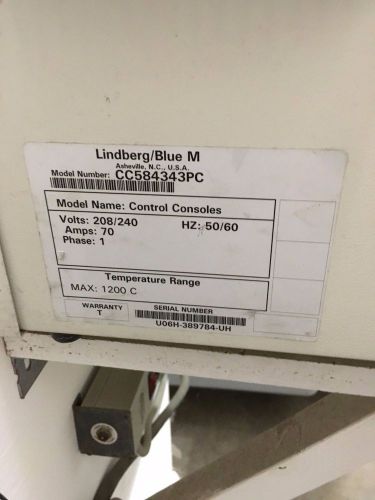 Lindberg/Blue M
Asheville, N.C., U.S.A.
Model Number: CC584343PC
Model Name: Control Consoles
Volts: 208/240 HZ: 50/60
Amps: 70
Phase: 1
Temperature Range
MAX: 1200 C
WARRANTY SERIAL NUMBER
T U06H-389784-UH